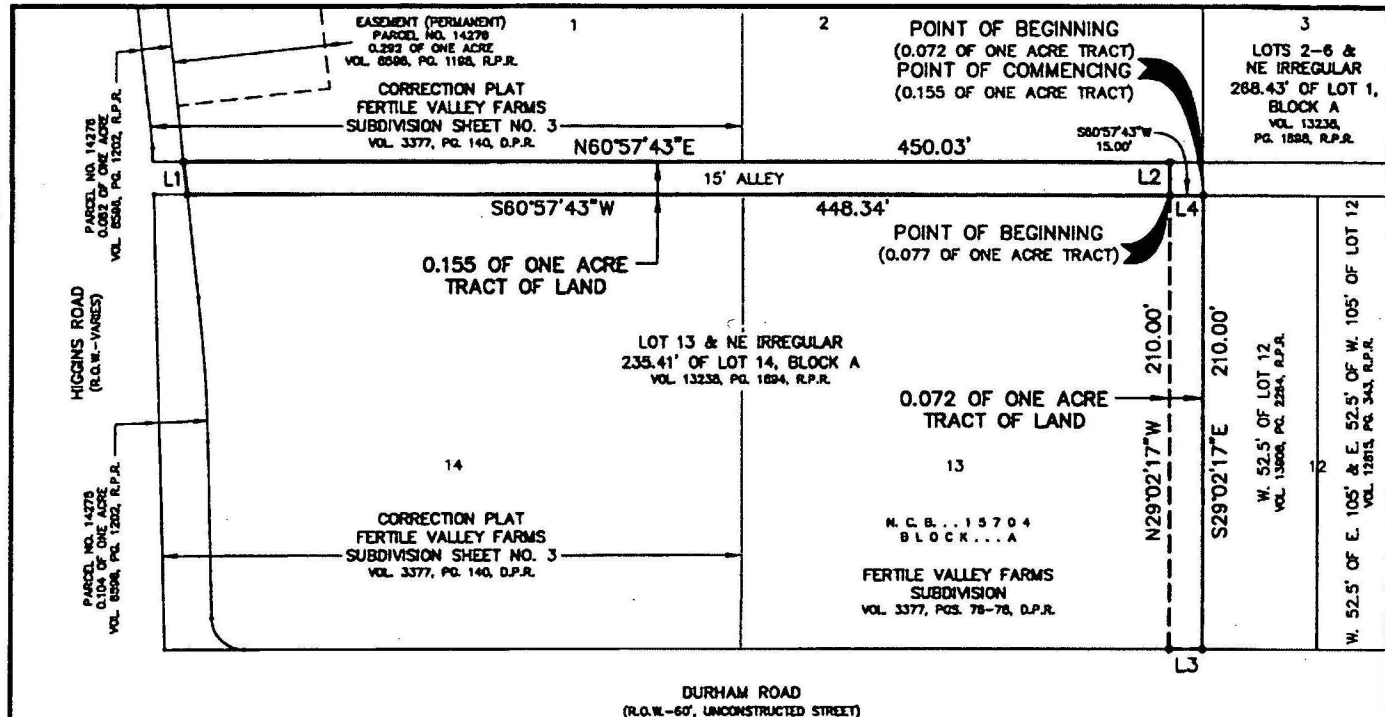 EASEMENT (PERMANENT)
PARCEL NO. 14276
0.292 OF ONE ACRE
VOL. 8598, PG. 1198, R.P.R.
1
2
3
POINT OF BEGINNING
(0.072 OF ONE ACRE TRACT)
POINT OF COMMENCING
(0.155 OF ONE ACRE TRACT)
LOTS 2-6 &
NE IRREGULAR
268.43' OF LOT 1,
BLOCK A
VOL. 13238,
PG. 1898, R.P.R.
CORRECTION PLAT
FERTILE VALLEY FARMS
SUBDIVISION SHEET NO. 3
VOL. 3377, PG. 140, D.P.R.
PARCEL NO. 14276
0.082 OF ONE ACRE
VOL. 8598, PG. 1202, R.P.R.
N60°57'43"E
450.03'
S60°57'43"W
15.00'
L1
15' ALLEY
L2
S60°57'43"W
448.34'
L4
POINT OF BEGINNING
(0.077 OF ONE ACRE TRACT)
0.155 OF ONE ACRE
TRACT OF LAND
HIGGINS ROAD
(R.O.W.-VARIES)
LOT 13 & NE IRREGULAR
235.41' OF LOT 14, BLOCK A
VOL. 13238, PG. 1894, R.P.R.
N29°02'17"W 210.00'
S29°02'17"E 210.00'
0.072 OF ONE ACRE
TRACT OF LAND
W. 52.5' OF LOT 12
VOL. 13908, PG. 2284, R.P.R.
12
W. 52.5' OF E. 105' & E. 52.5' OF W. 105' OF LOT 12
VOL. 12815, PG. 343, R.P.R.
PARCEL NO. 14275
0.104 OF ONE ACRE
VOL. 8598, PG. 1202, R.P.R.
14
13
CORRECTION PLAT
FERTILE VALLEY FARMS
SUBDIVISION SHEET NO. 3
VOL. 3377, PG. 140, D.P.R.
N. C. B. . . 1 5 7 0 4
B L O C K . . . A
FERTILE VALLEY FARMS
SUBDIVISION
VOL. 3377, PGS. 76-78, D.P.R.
L3
DURHAM ROAD
(R.O.W.-60', UNCONSTRUCTED STREET)